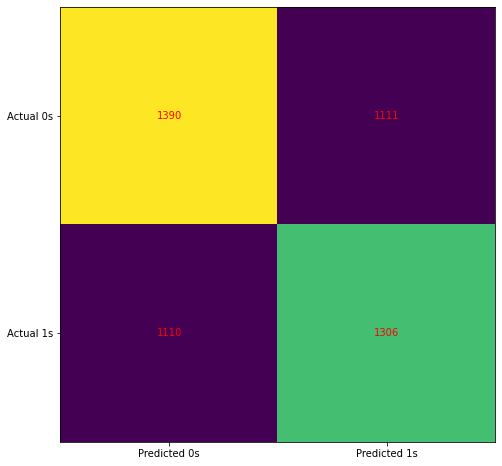 Actual 0s 1390 1111
Actual 1s 1110 1306
Predicted 0s Predicted 1s